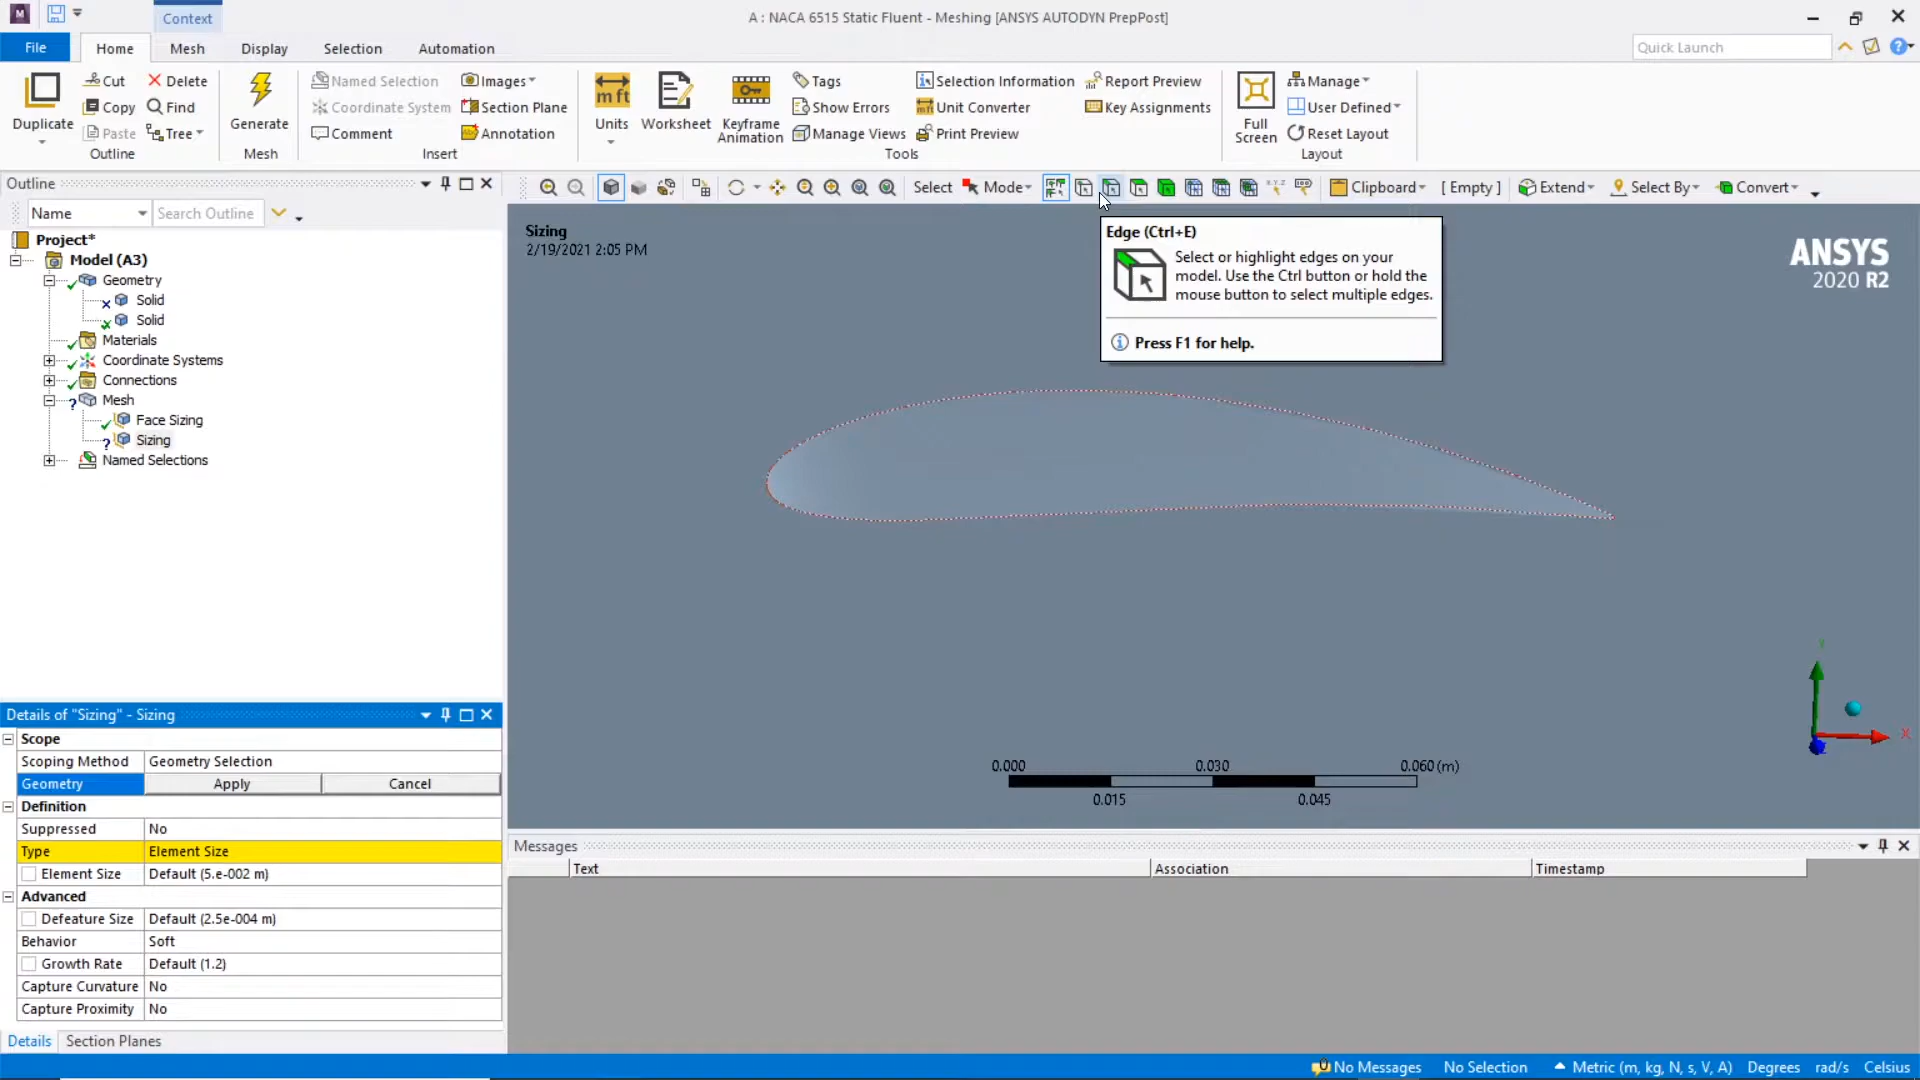 M
Context
A : NACA 6515 Static Fluent - Meshing [ANSYS AUTODYN PrepPost]
File
Home
Mesh
Display
Selection
Automation
Quick Launch
Duplicate
Cut
Copy
Paste
Delete
Find
Tree
Outline
Generate
Mesh
Named Selection
Coordinate System
Comment
Images
Section Plane
Annotation
Insert
Units
Worksheet
Keyframe
Animation
Tags
Show Errors
Manage Views
Selection Information
Unit Converter
Print Preview
Report Preview
Key Assignments
Tools
Full
Screen
Manage
User Defined
Reset Layout
Layout
Outline
Select
Mode
Clipboard
[ Empty ]
Extend
Select By
Convert
Name
Search Outline
Project*
Model (A3)
Geometry
Solid
Solid
Materials
Coordinate Systems
Connections
Mesh
Face Sizing
Sizing
Named Selections
Sizing
2/19/2021 2:05 PM
Edge (Ctrl+E)
Select or highlight edges on your
model. Use the Ctrl button or hold the
mouse button to select multiple edges.
Press F1 for help.
ANSYS
2020 R2
Y
X
0.000
0.030
0.060 (m)
0.015
0.045
Details of "Sizing" - Sizing
Scope
Scoping Method Geometry Selection
Geometry Apply Cancel
Definition
Suppressed No
Type Element Size
Element Size Default (5.e-002 m)
Advanced
Defeature Size Default (2.5e-004 m)
Behavior Soft
Growth Rate Default (1.2)
Capture Curvature No
Capture Proximity No
Details
Section Planes
Messages
Text
Association
Timestamp
No Messages
No Selection
Metric (m, kg, N, s, V, A)
Degrees
rad/s
Celsius